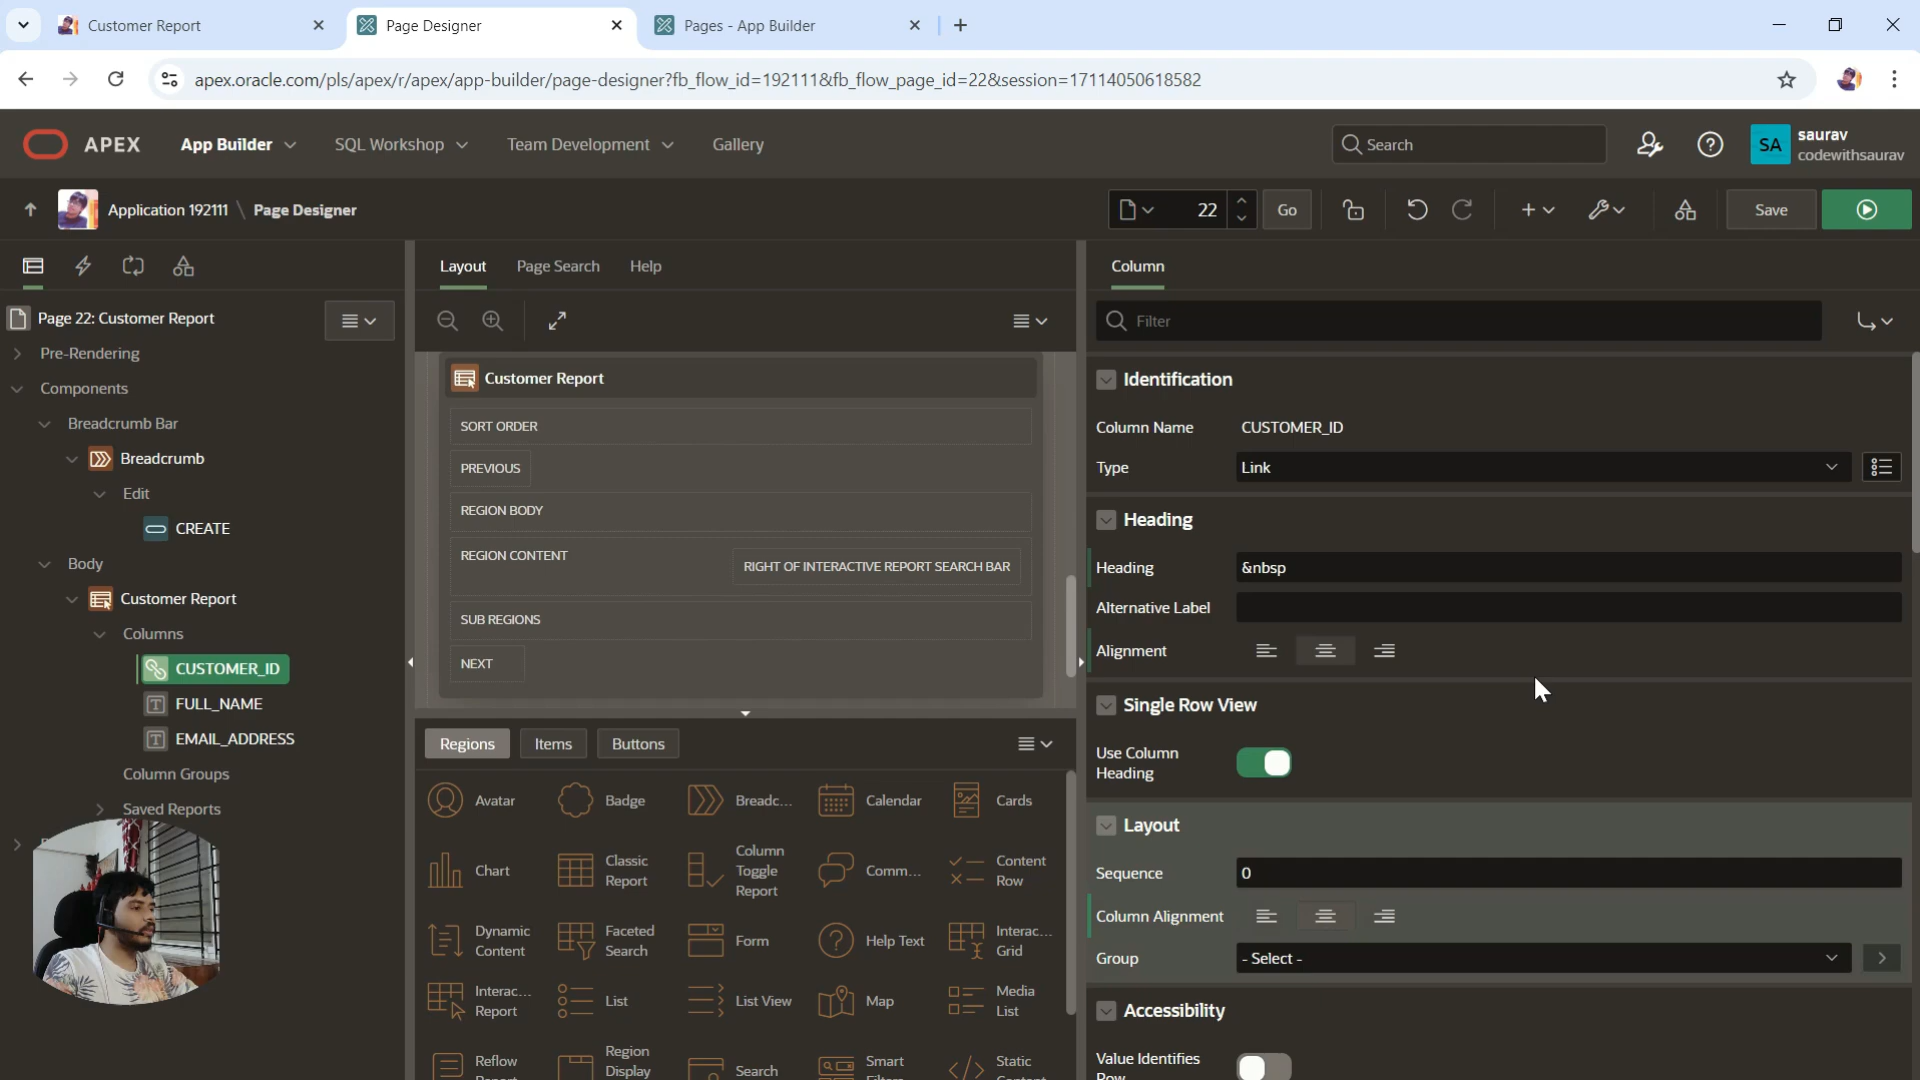 Customer Report
Page Designer
Pages - App Builder
apex.oracle.com/pls/apex/r/apex/app-builder/page-designer?fb_flow_id=192111&fb_flow_page_id=22&session=17114050618582
APEX
App Builder
SQL Workshop
Team Development
Gallery
Search
SA
saurav
codewithsaurav
Application 192111 \ Page Designer
22
Go
Save
Page 22: Customer Report
Pre-Rendering
Components
Breadcrumb Bar
Breadcrumb
Edit
CREATE
Body
Customer Report
Columns
CUSTOMER_ID
FULL_NAME
EMAIL_ADDRESS
Column Groups
Saved Reports
Layout
Page Search
Help
Customer Report
SORT ORDER
PREVIOUS
REGION BODY
REGION CONTENT
RIGHT OF INTERACTIVE REPORT SEARCH BAR
SUB REGIONS
NEXT
Regions
Items
Buttons
Avatar
Badge
Breadc...
Calendar
Cards
Chart
Classic
Report
Column
Toggle
Report
Comm...
Content
Row
Dynamic
Content
Faceted
Search
Form
Help Text
Interac...
Grid
Interac...
Report
List
List View
Map
Media
List
Reflow
Region
Display
Search
Smart
Static
Column
Filter
Identification
Column Name
CUSTOMER_ID
Type
Link
Heading
Heading
&nbsp
Alternative Label
Alignment
Single Row View
Use Column
Heading
Layout
Sequence
0
Column Alignment
Group
- Select -
Accessibility
Value Identifies
Row